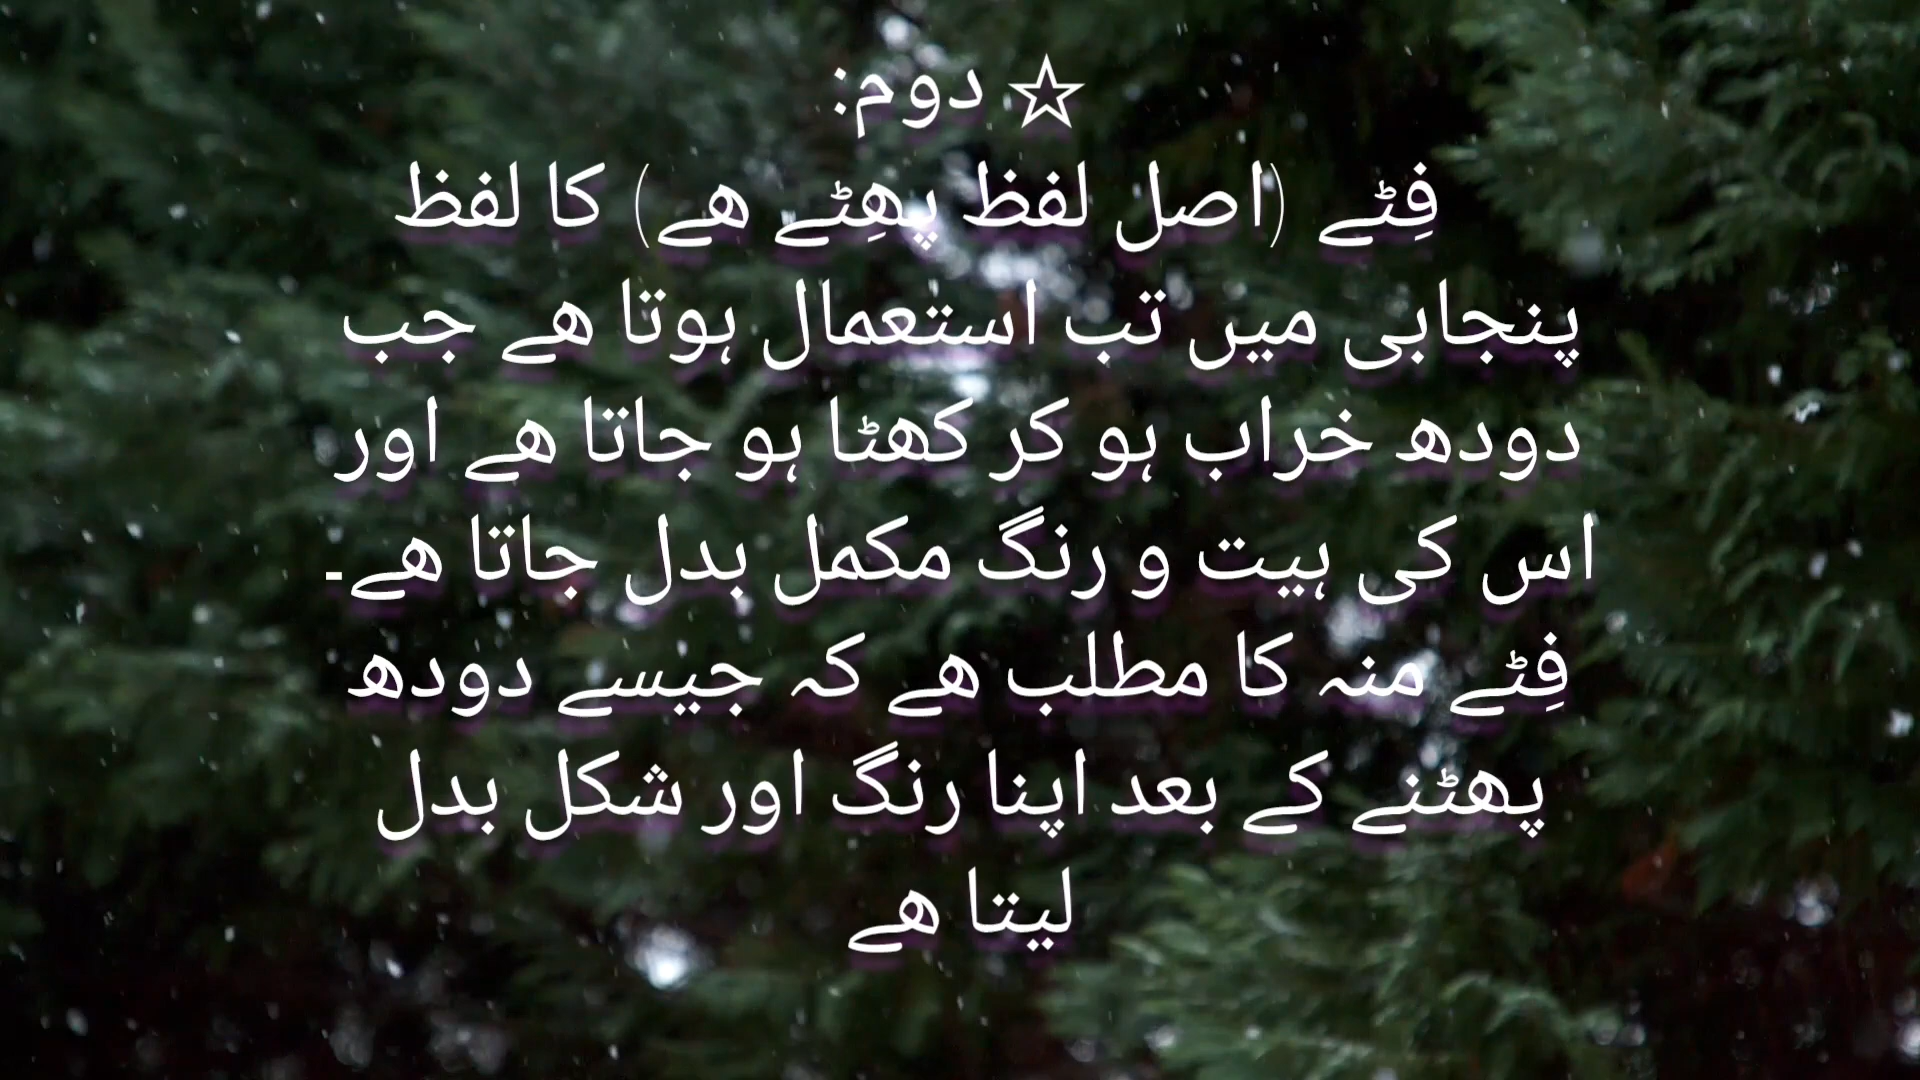 ☆ دوم:
فِٹے (اصل لفظ پھِٹے ھے) کا لفظ
پنجابی میں تب استعمال ہوتا ھے جب
دودھ خراب ہو کر کھٹا ہو جاتا ھے اور
اس کی ہیت و رنگ مکمل بدل جاتا ھے۔
فِٹے منہ کا مطلب ھے کہ جیسے دودھ
پھٹنے کے بعد اپنا رنگ اور شکل بدل
لیتا ھے